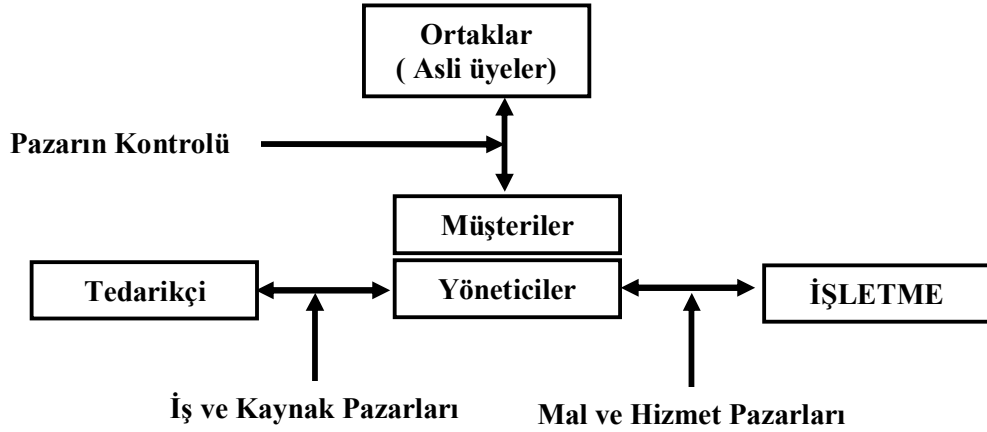 Ortaklar
( Asli üyeler)
Pazarın Kontrolü
Müşteriler
Tedarikçi
Yöneticiler
İŞLETME
İş ve Kaynak Pazarları
Mal ve Hizmet Pazarları